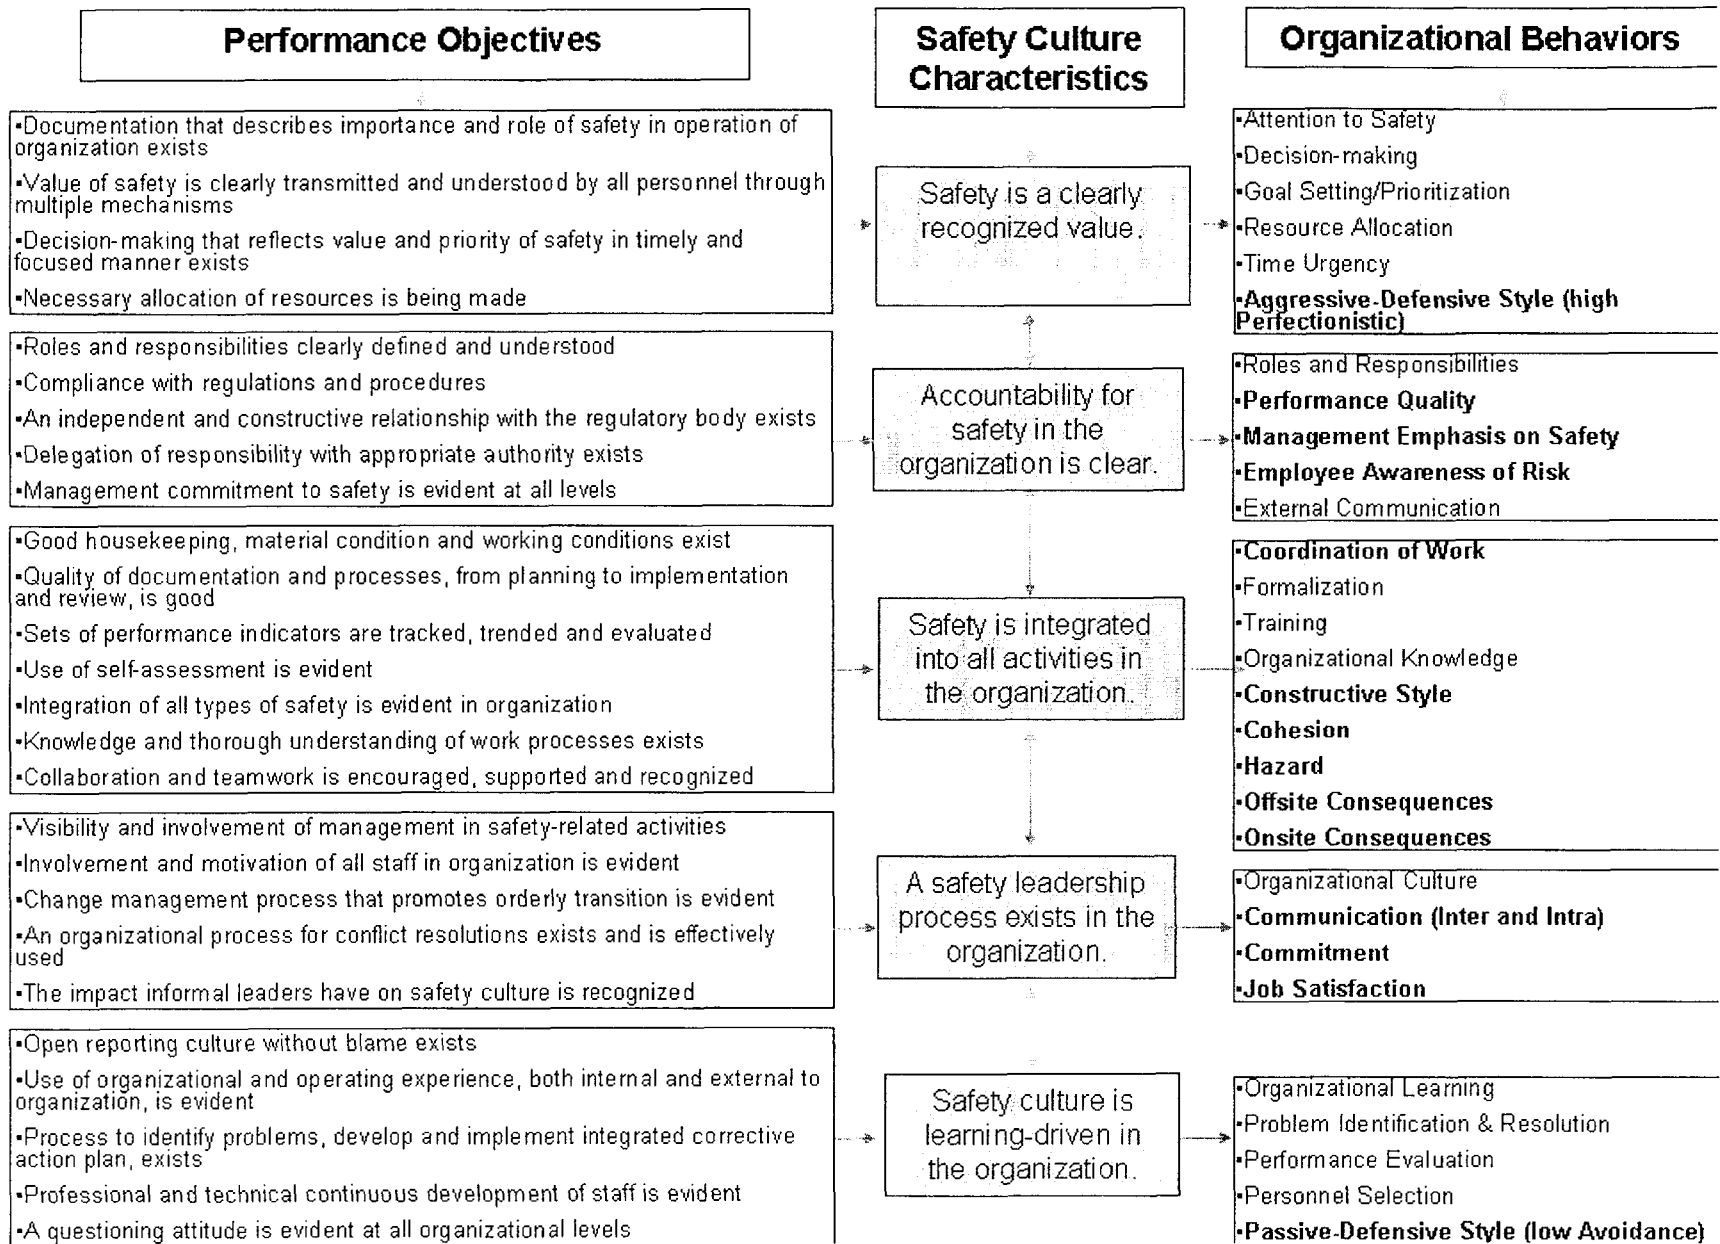 Performance Objectives
▪Documentation that describes importance and role of safety in operation of
organization exists
▪Value of safety is clearly transmitted and understood by all personnel through
multiple mechanisms
▪Decision-making that reflects value and priority of safety in timely and
focused manner exists
▪Necessary allocation of resources is being made
▪Roles and responsibilities clearly defined and understood
▪Compliance with regulations and procedures
▪An independent and constructive relationship with the regulatory body exists
▪Delegation of responsibility with appropriate authority exists
▪Management commitment to safety is evident at all levels
▪Good housekeeping, material condition and working conditions exist
▪Quality of documentation and processes, from planning to implementation
and review, is good
▪Sets of performance indicators are tracked, trended and evaluated
▪Use of self-assessment is evident
▪Integration of all types of safety is evident in organization
▪Knowledge and thorough understanding of work processes exists
▪Collaboration and teamwork is encouraged, supported and recognized
▪Visibility and involvement of management in safety-related activities
▪Involvement and motivation of all staff in organization is evident
▪Change management process that promotes orderly transition is evident
▪An organizational process for conflict resolutions exists and is effectively
used
▪The impact informal leaders have on safety culture is recognized
▪Open reporting culture without blame exists
▪Use of organizational and operating experience, both internal and external to
organization, is evident
▪Process to identify problems, develop and implement integrated corrective
action plan, exists
▪Professional and technical continuous development of staff is evident
▪A questioning attitude is evident at all organizational levels
Safety Culture
Characteristics
Safety is a clearly
recognized value.
Accountability for
safety in the
organization is clear.
Safety is integrated
into all activities in
the organization.
A safety leadership
process exists in the
organization.
Safety culture is
learning-driven in
the organization.
Organizational Behaviors
▪Attention to Safety
▪Decision-making
▪Goal Setting/Prioritization
▪Resource Allocation
▪Time Urgency
▪Aggressive-Defensive Style (high
Perfectionistic)
▪Roles and Responsibilities
▪Performance Quality
▪Management Emphasis on Safety
▪Employee Awareness of Risk
▪External Communication
▪Coordination of Work
▪Formalization
▪Training
▪Organizational Knowledge
▪Constructive Style
▪Cohesion
▪Hazard
▪Offsite Consequences
▪Onsite Consequences
▪Organizational Culture
▪Communication (Inter and Intra)
▪Commitment
▪Job Satisfaction
▪Organizational Learning
▪Problem Identification & Resolution
▪Performance Evaluation
▪Personnel Selection
▪Passive-Defensive Style (low Avoidance)